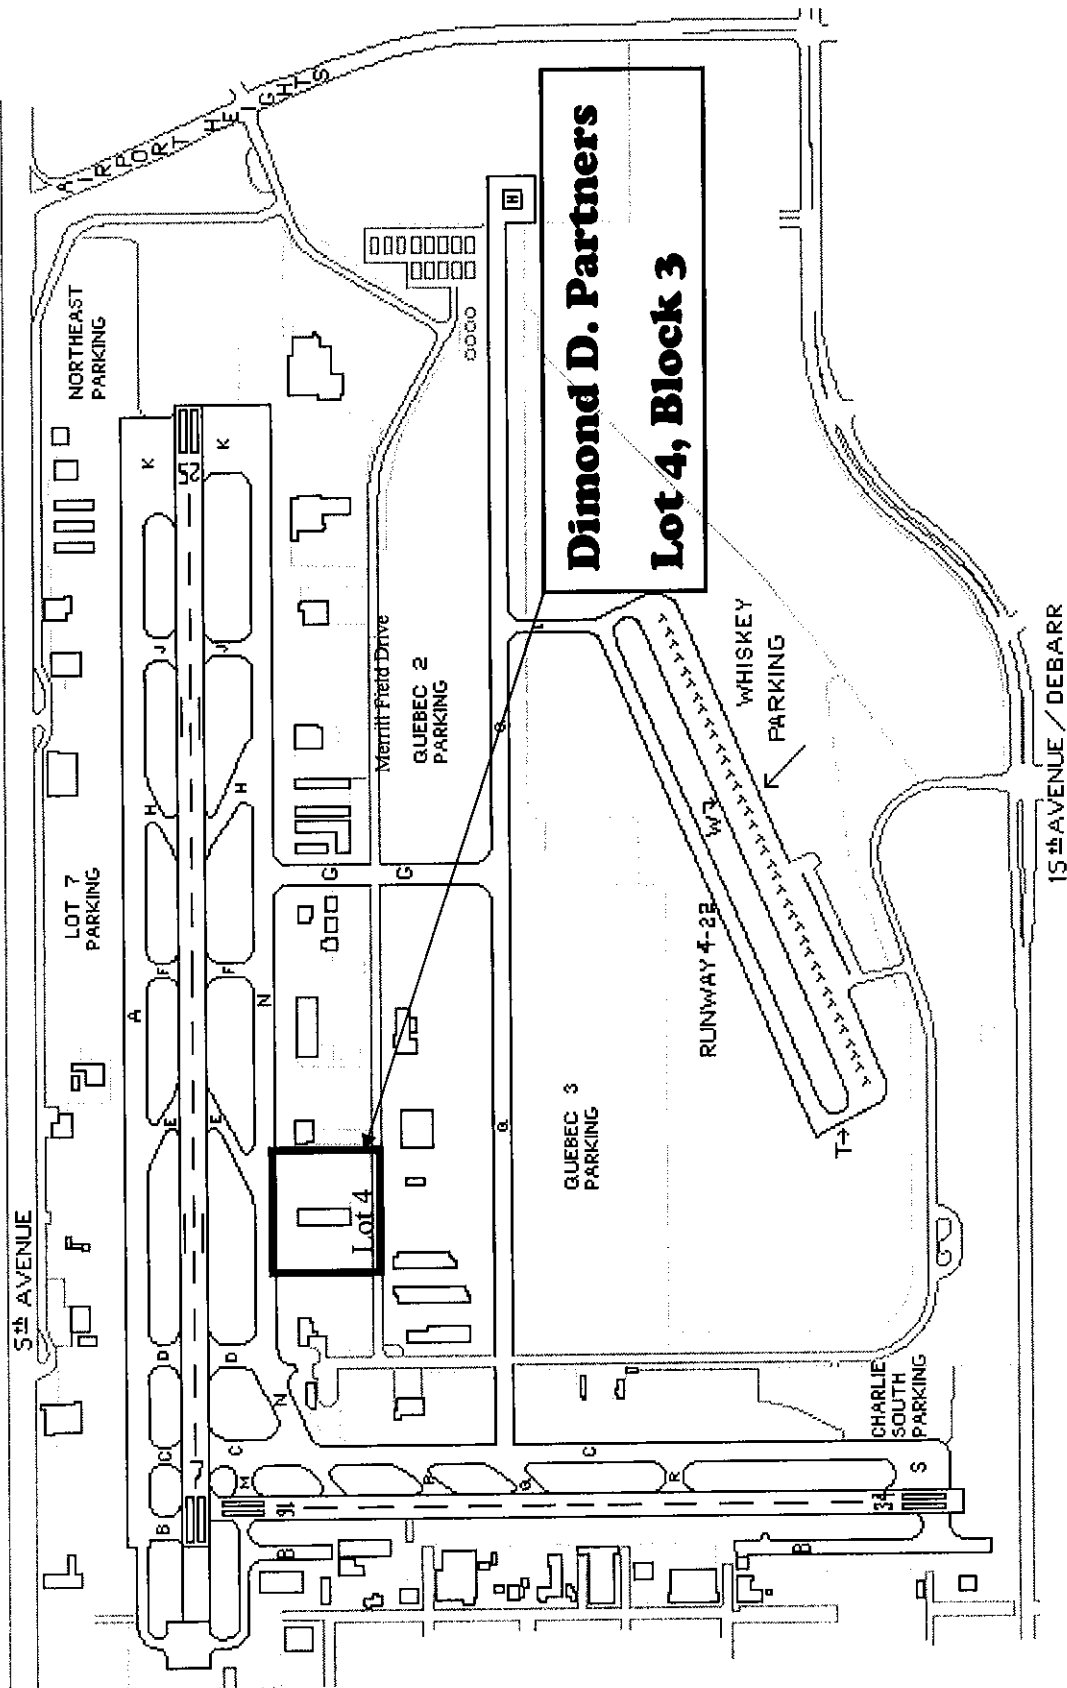 5th AVENUE
AIRPORT HEIGHTS
NORTHEAST
PARKING
LOT 7
PARKING
A
K
25
K
J
J
H
H
F
F
E
E
D
D
C
C
B
7
M
N
N
G
G
Merrill Field Drive
QUEBEC 2
PARKING
H
Dimond D. Partners
Lot 4, Block 3
Lot 4
Q
Q
L
QUEBEC 3
PARKING
RUNWAY 4-22
W
WHISKEY
PARKING
T
16
P
Q
C
R
34
S
B
B
CHARLIE
SOUTH
PARKING
15th AVENUE / DEBARR